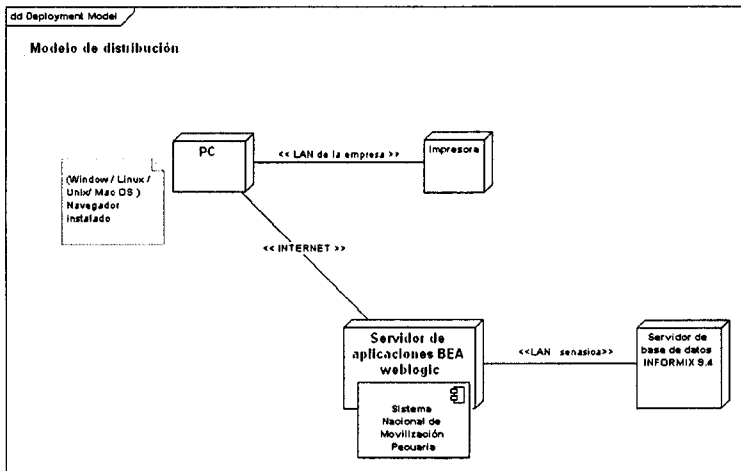 dd Deployment Model
Modelo de distribución
PC
<< LAN de la empresa >>
Impresora
(Window / Linux /
Unix/ Mac OS )
Navegador
Instalado
<< INTERNET >>
Servidor de
aplicaciones BEA
weblogic
<<LAN senasica>>
Servidor de
base de datos
INFORMIX 9.4
Sistema
Nacional de
Movilización
Pecuaria